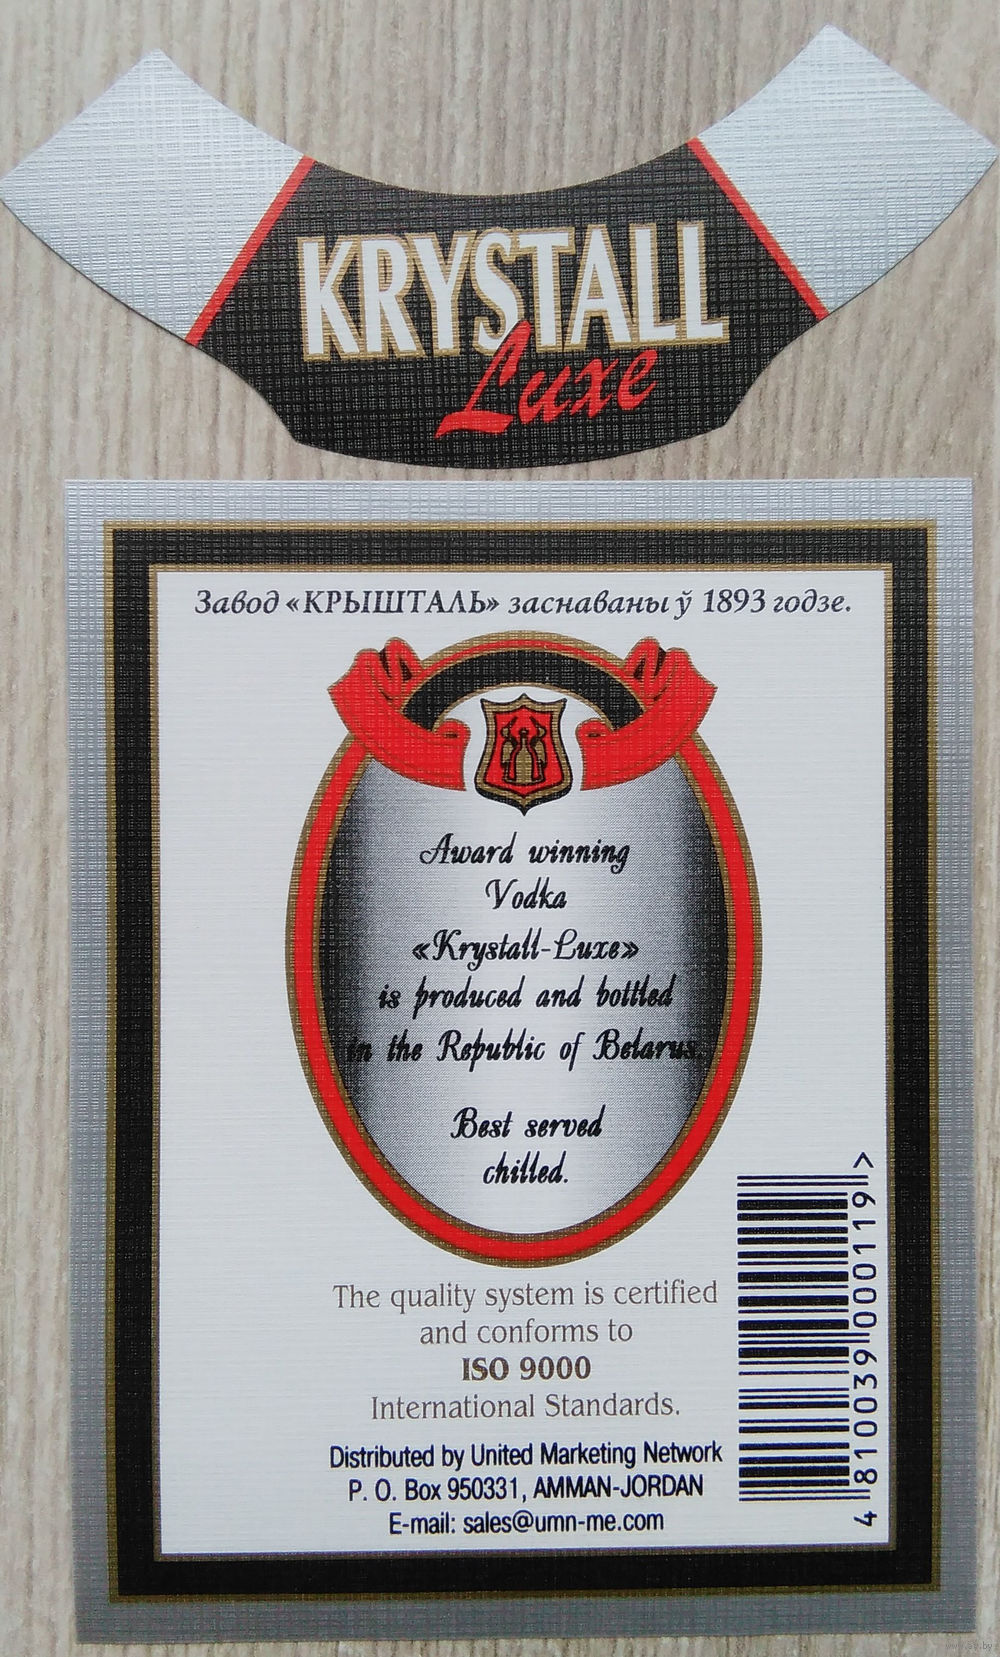 KRYSTALL
Luxe
Завод «КРЫШТАЛЬ» заснаваны ў 1893 годзе.
Award winning
Vodka
«Krystall-Luxe»
is produced and bottled
in the Republic of Belarus.
Best served
chilled.
The quality system is certified
and conforms to
ISO 9000
International Standards.
Distributed by United Marketing Network
P. O. Box 950331, AMMAN-JORDAN
E-mail: sales@umn-me.com
4 810039 000119 >